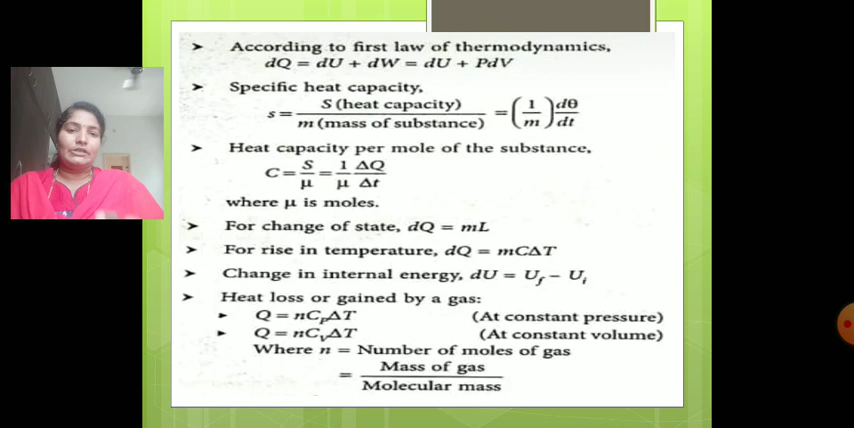 ➤ According to first law of thermodynamics,
dQ = dU + dW = dU + PdV
➤ Specific heat capacity,
s = S (heat capacity) / m (mass of substance) = (1/m) dθ/dt
➤ Heat capacity per mole of the substance,
C = S/μ = 1/μ ΔQ/Δt
where μ is moles.
➤ For change of state, dQ = mL
➤ For rise in temperature, dQ = mCΔT
➤ Change in internal energy, dU = U_f − U_i
➤ Heat loss or gained by a gas:
► Q = nC_PΔT (At constant pressure)
► Q = nC_VΔT (At constant volume)
Where n = Number of moles of gas
= Mass of gas / Molecular mass